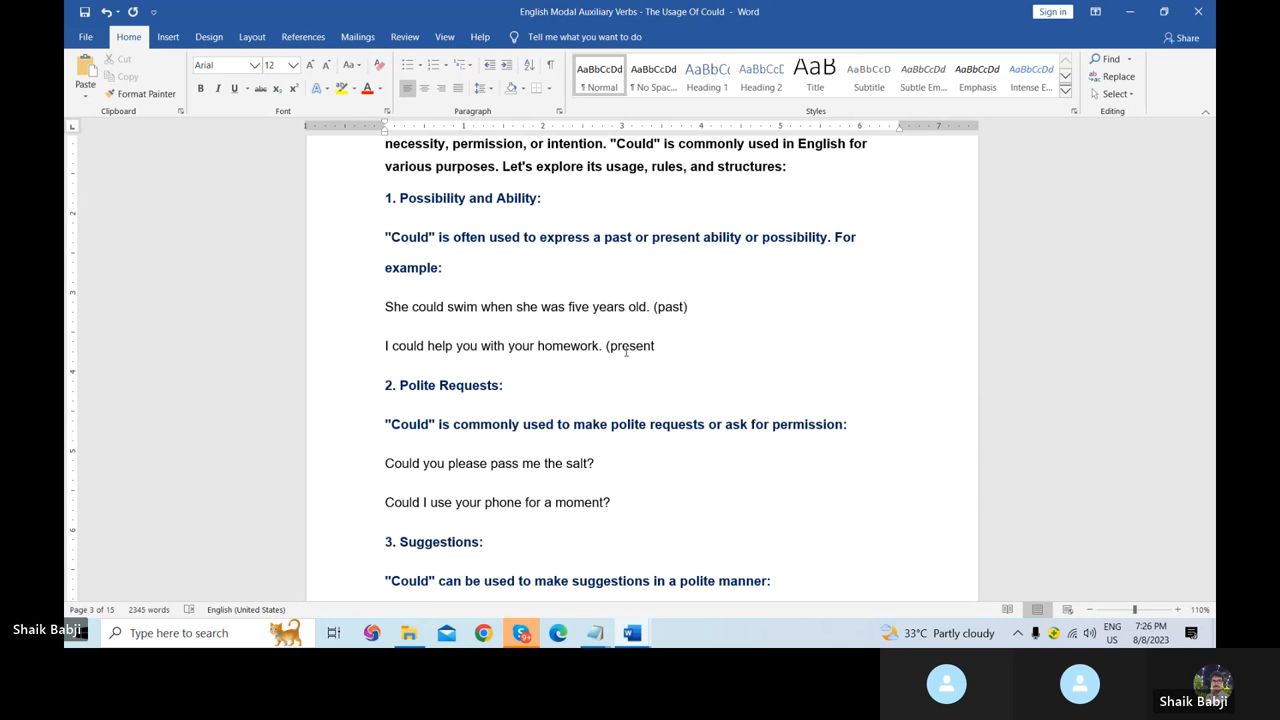 English Modal Auxiliary Verbs - The Usage Of Could - Word
Sign in
File Home Insert Design Layout References Mailings Review View Help Tell me what you want to do
Share
Paste
Cut
Copy
Format Painter
Clipboard
Arial 12
Font
Paragraph
AaBbCcDd AaBbCcDd AaBbCc AaBbCcD AaB AaBbCcDd AaBbCcDd AaBbCcDd AaBbCcDd
¶ Normal ¶ No Spac... Heading 1 Heading 2 Title Subtitle Subtle Em... Emphasis Intense E...
Styles
Find
Replace
Select
Editing
necessity, permission, or intention. "Could" is commonly used in English for
various purposes. Let's explore its usage, rules, and structures:
1. Possibility and Ability:
"Could" is often used to express a past or present ability or possibility. For
example:
She could swim when she was five years old. (past)
I could help you with your homework. (present
2. Polite Requests:
"Could" is commonly used to make polite requests or ask for permission:
Could you please pass me the salt?
Could I use your phone for a moment?
3. Suggestions:
"Could" can be used to make suggestions in a polite manner:
Page 3 of 15 2345 words English (United States) 110%
Shaik Babji
Type here to search
33°C Partly cloudy
ENG
US
7:26 PM
8/8/2023
Shaik Babji